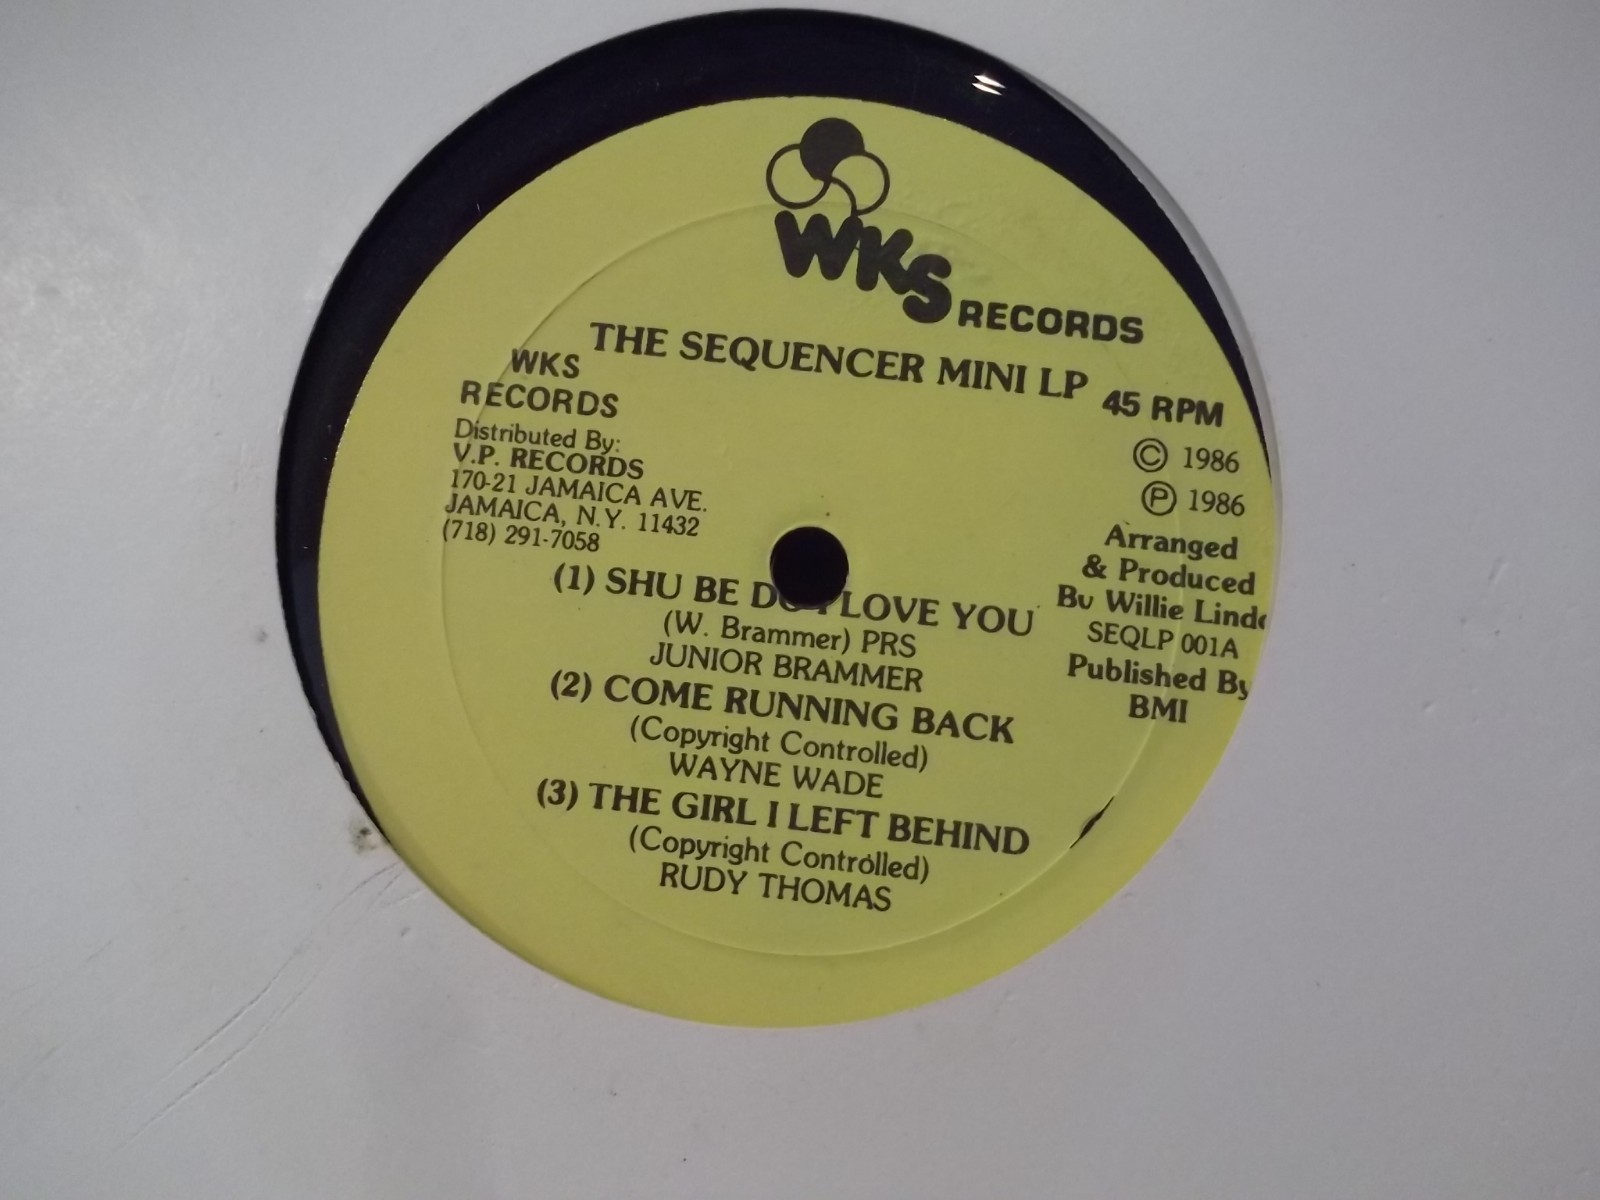 WKS RECORDS
THE SEQUENCER MINI LP
WKS
RECORDS
Distributed By:
V.P. RECORDS
170-21 JAMAICA AVE.
JAMAICA, N.Y. 11432
(718) 291-7058
45 RPM
© 1986
℗ 1986
Arranged
& Produced
By Willie Lindo
SEQLP 001A
Published By
BMI
(1) SHU BE LOVE YOU
(W. Brammer) PRS
JUNIOR BRAMMER
(2) COME RUNNING BACK
(Copyright Controlled)
WAYNE WADE
(3) THE GIRL I LEFT BEHIND
(Copyright Controlled)
RUDY THOMAS